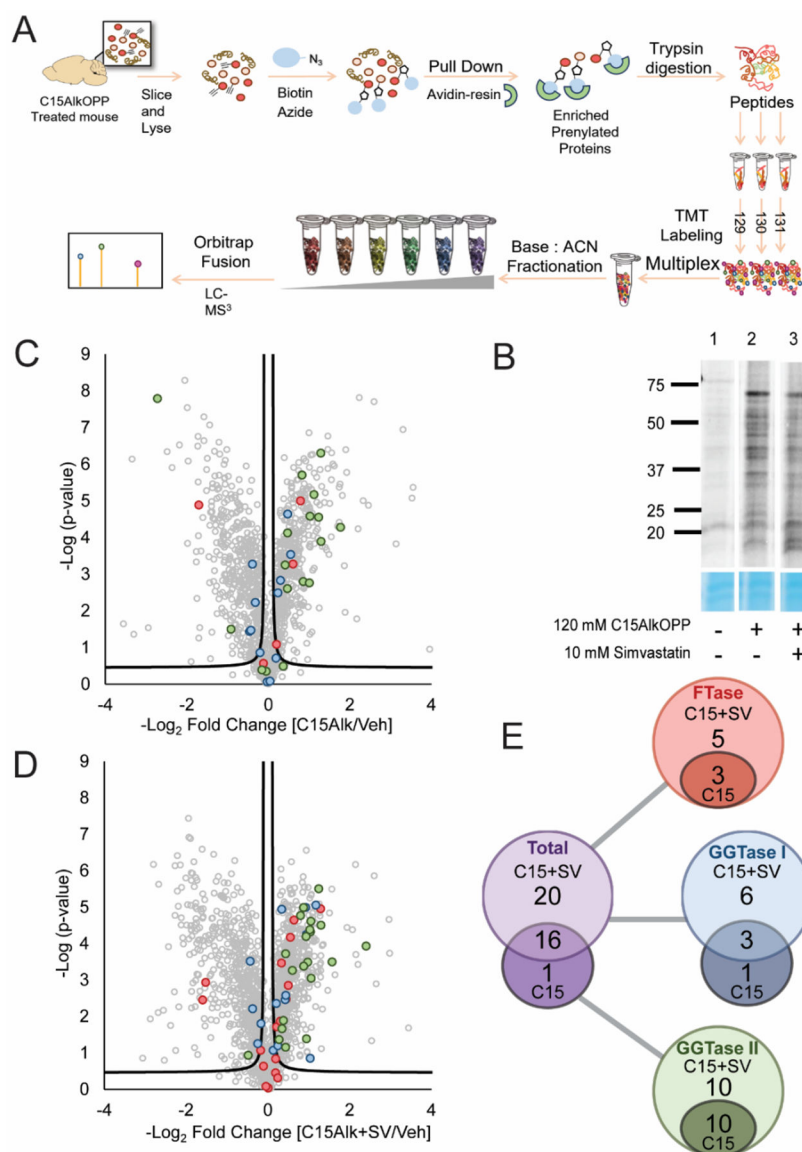 A
C15AlkOPP
Treated mouse
Slice
and
Lyse
N₃
Biotin
Azide
Pull Down
Avidin-resin
Enriched
Prenylated
Proteins
Trypsin
digestion
Peptides
129
130
131
TMT
Labeling
Multiplex
Base : ACN
Fractionation
Orbitrap
Fusion
LC-
MS³
C
9
8
7
6
5
4
3
2
1
0
-4
-2
0
2
4
-Log (p-value)
-Log₂ Fold Change [C15Alk/Veh]
B
1
2
3
75
50
37
25
20
120 mM C15AlkOPP
-
+
+
10 mM Simvastatin
-
-
+
D
9
8
7
6
5
4
3
2
1
0
-4
-2
0
2
4
-Log (p-value)
-Log₂ Fold Change [C15Alk+SV/Veh]
E
FTase
C15+SV
5
3
C15
Total
C15+SV
20
16
1
C15
GGTase I
C15+SV
6
3
1
C15
GGTase II
C15+SV
10
10
C15